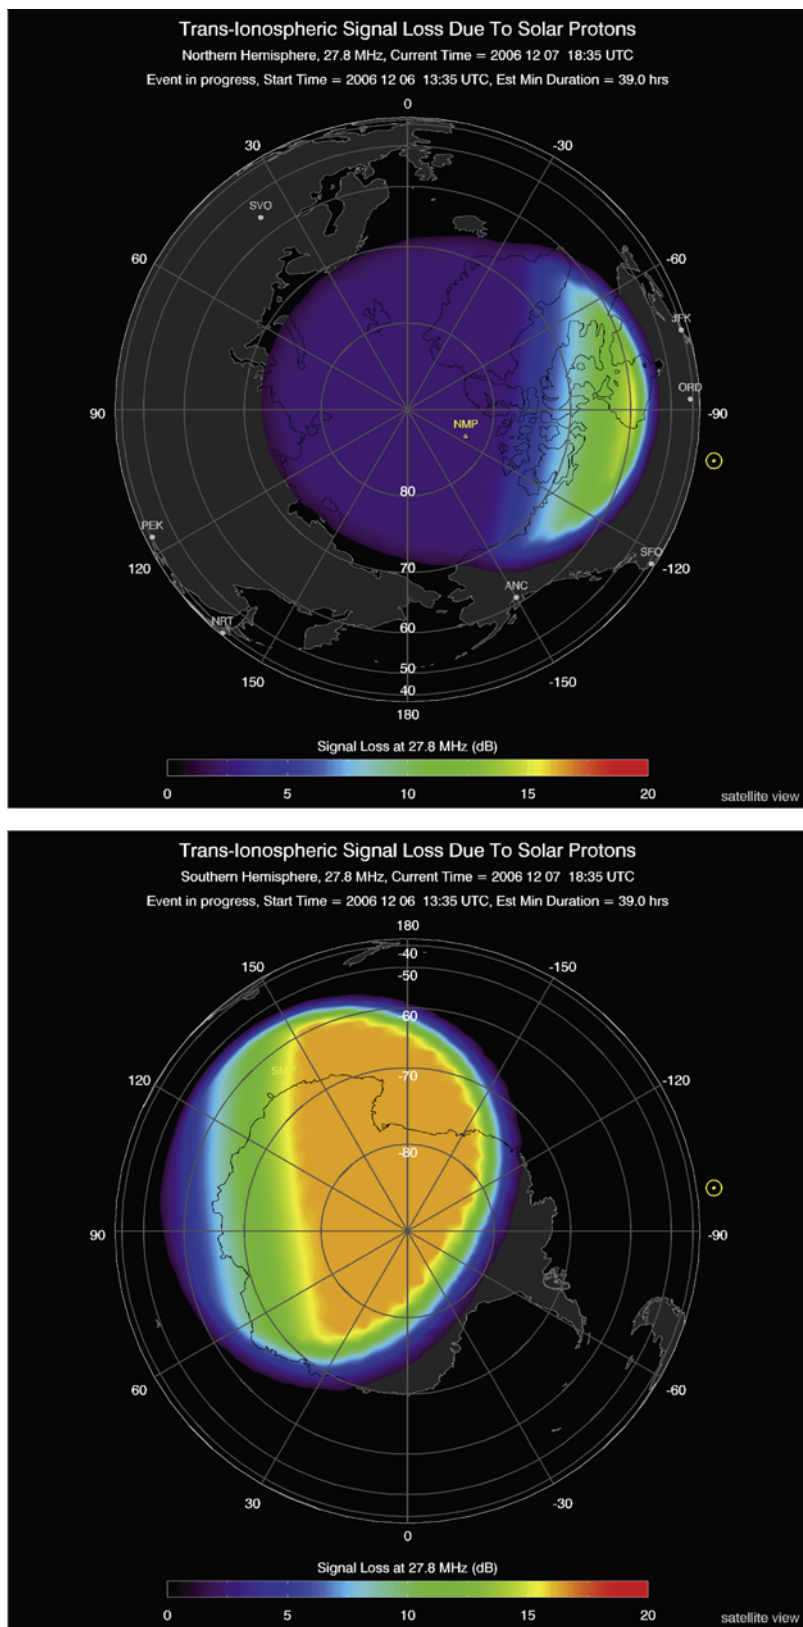 Trans-Ionospheric Signal Loss Due To Solar Protons
Northern Hemisphere, 27.8 MHz, Current Time = 2006 12 07 18:35 UTC
Event in progress, Start Time = 2006 12 06 13:35 UTC, Est Min Duration = 39.0 hrs
0
30
-30
SVO
60
-60
JFK
ORD
90
-90
NMP
80
PEK
SFO
120
-120
70
ANC
NRT
60
150
-150
50
40
180
Signal Loss at 27.8 MHz (dB)
0 5 10 15 20
satellite view
Trans-Ionospheric Signal Loss Due To Solar Protons
Southern Hemisphere, 27.8 MHz, Current Time = 2006 12 07 18:35 UTC
Event in progress, Start Time = 2006 12 06 13:35 UTC, Est Min Duration = 39.0 hrs
180
-40
150
-150
-50
-60
120
-120
-70
-80
90
-90
60
-60
30
-30
0
Signal Loss at 27.8 MHz (dB)
0 5 10 15 20
satellite view